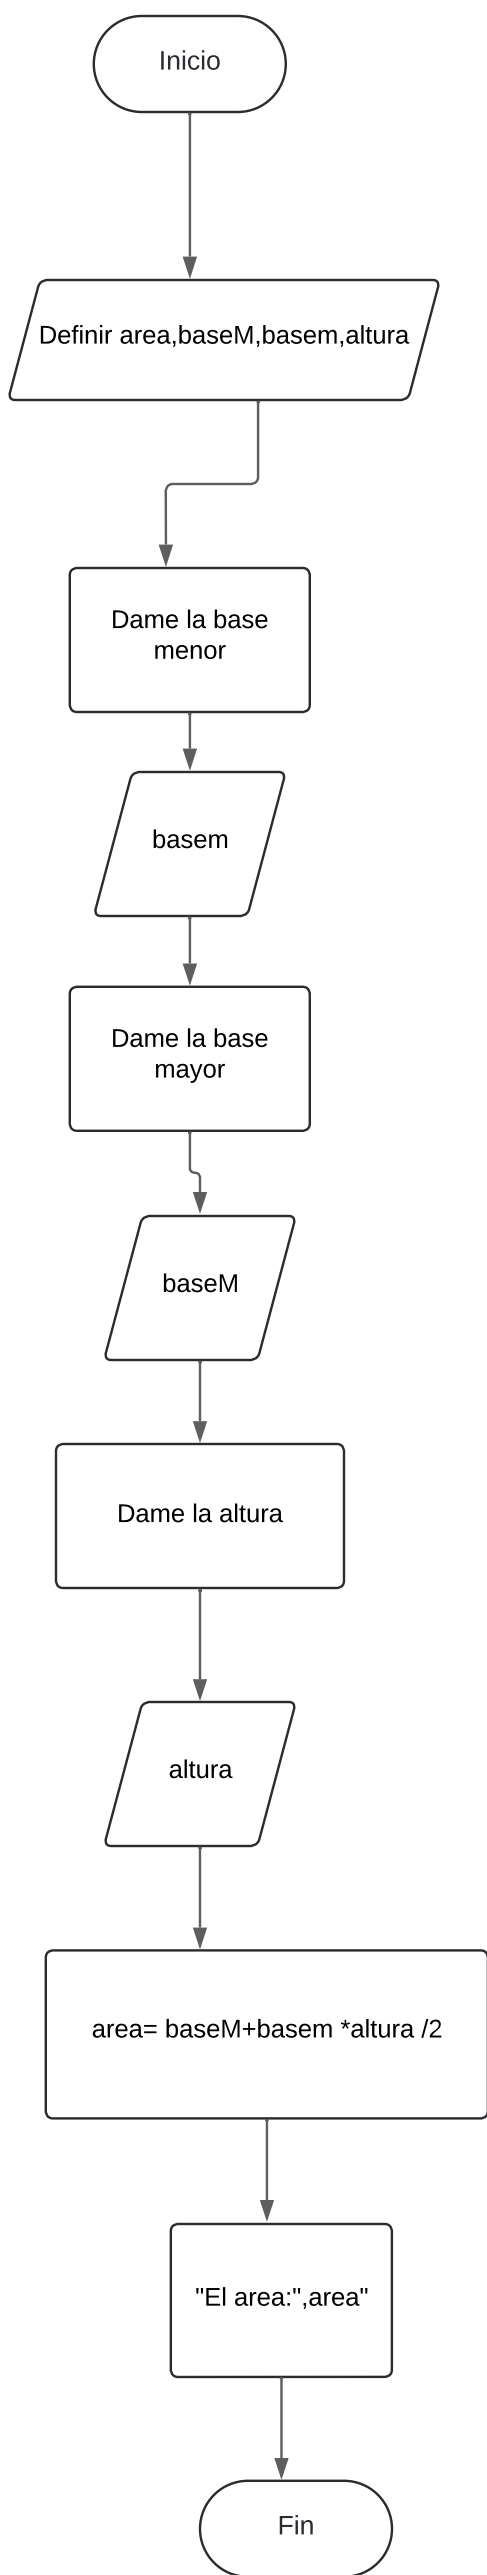 Inicio
Definir area,baseM,basem,altura
Dame la base
menor
basem
Dame la base
mayor
baseM
Dame la altura
altura
area= baseM+basem *altura /2
"El area:",area"
Fin